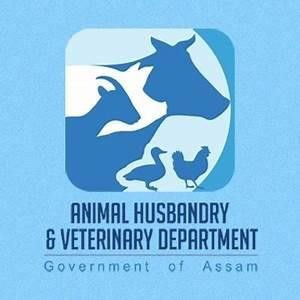 ANIMAL HUSBANDRY
& VETERINARY DEPARTMENT
Government of Assam